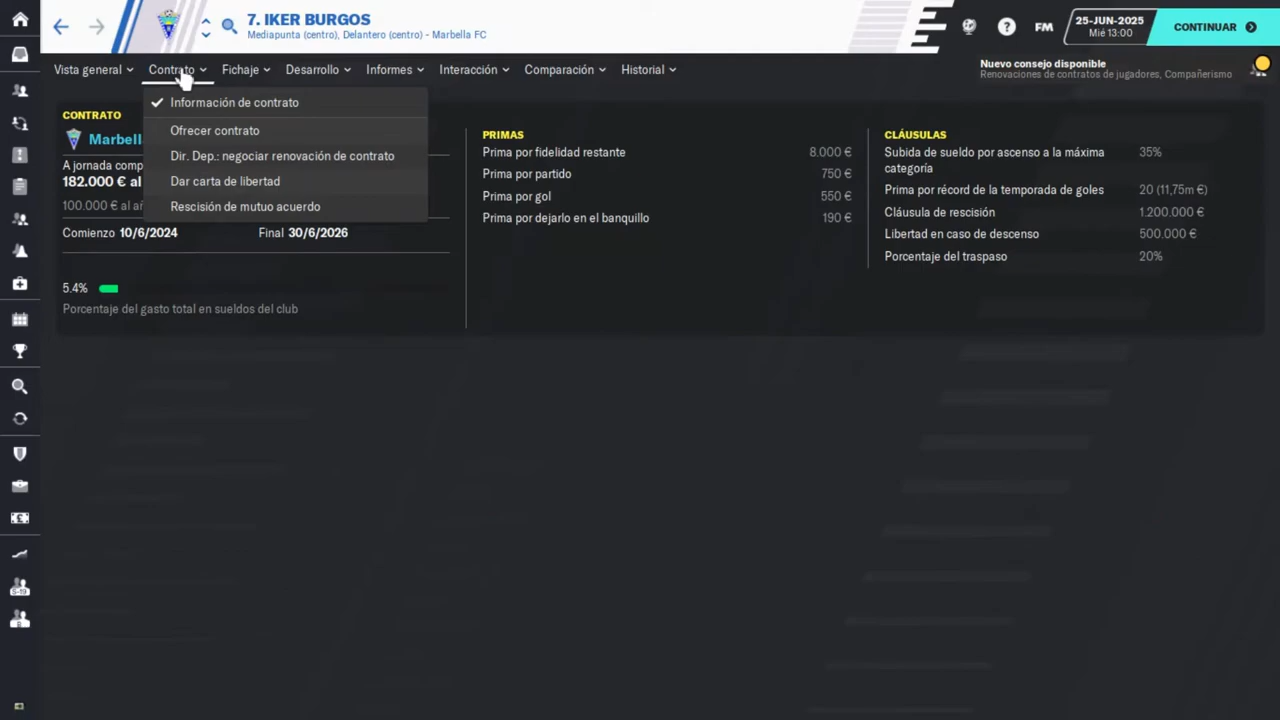 7. IKER BURGOS
Mediapunta (centro), Delantero (centro) - Marbella FC
FM
25-JUN-2025
Mié 13:00
CONTINUAR
Vista general
Contrato
Fichaje
Desarrollo
Informes
Interacción
Comparación
Historial
Nuevo consejo disponible
Renovaciones de contratos de jugadores, Compañerismo
Información de contrato
Ofrecer contrato
Dir. Dep.: negociar renovación de contrato
Dar carta de libertad
Rescisión de mutuo acuerdo
CONTRATO
Marbell
A jornada comp
182.000 € al
100.000 € al añ
Comienzo 10/6/2024 Final 30/6/2026
5.4%
Porcentaje del gasto total en sueldos del club
PRIMAS
Prima por fidelidad restante 8.000 €
Prima por partido 750 €
Prima por gol 550 €
Prima por dejarlo en el banquillo 190 €
CLÁUSULAS
Subida de sueldo por ascenso a la máxima 35%
categoría
Prima por récord de la temporada de goles 20 (11,75m €)
Cláusula de rescisión 1.200.000 €
Libertad en caso de descenso 500.000 €
Porcentaje del traspaso 20%